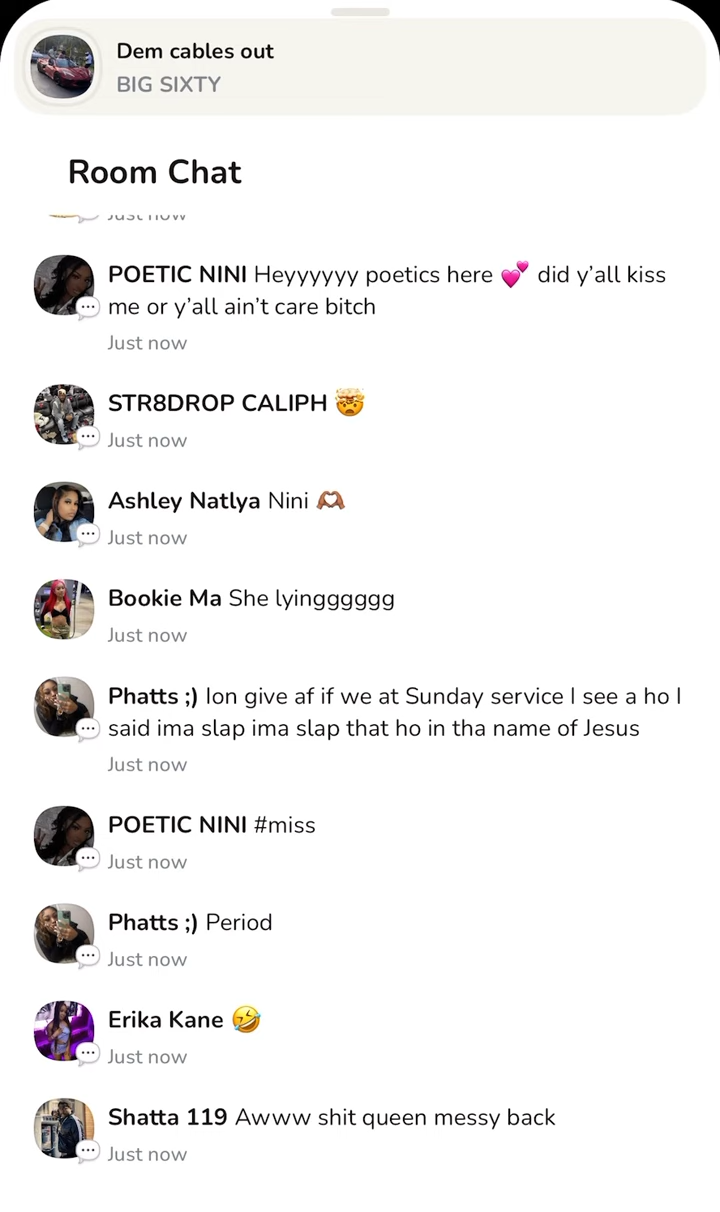 Dem cables out
BIG SIXTY
Room Chat
Just now
POETIC NINI Heyyyyyy poetics here 💕 did y’all kiss
me or y’all ain’t care bitch
Just now
STR8DROP CALIPH 🤯
Just now
Ashley Natlya Nini 🫶🏾
Just now
Bookie Ma She lyingggggg
Just now
Phatts ;) Ion give af if we at Sunday service I see a ho I
said ima slap ima slap that ho in tha name of Jesus
Just now
POETIC NINI #miss
Just now
Phatts ;) Period
Just now
Erika Kane 🤣
Just now
Shatta 119 Awww shit queen messy back
Just now